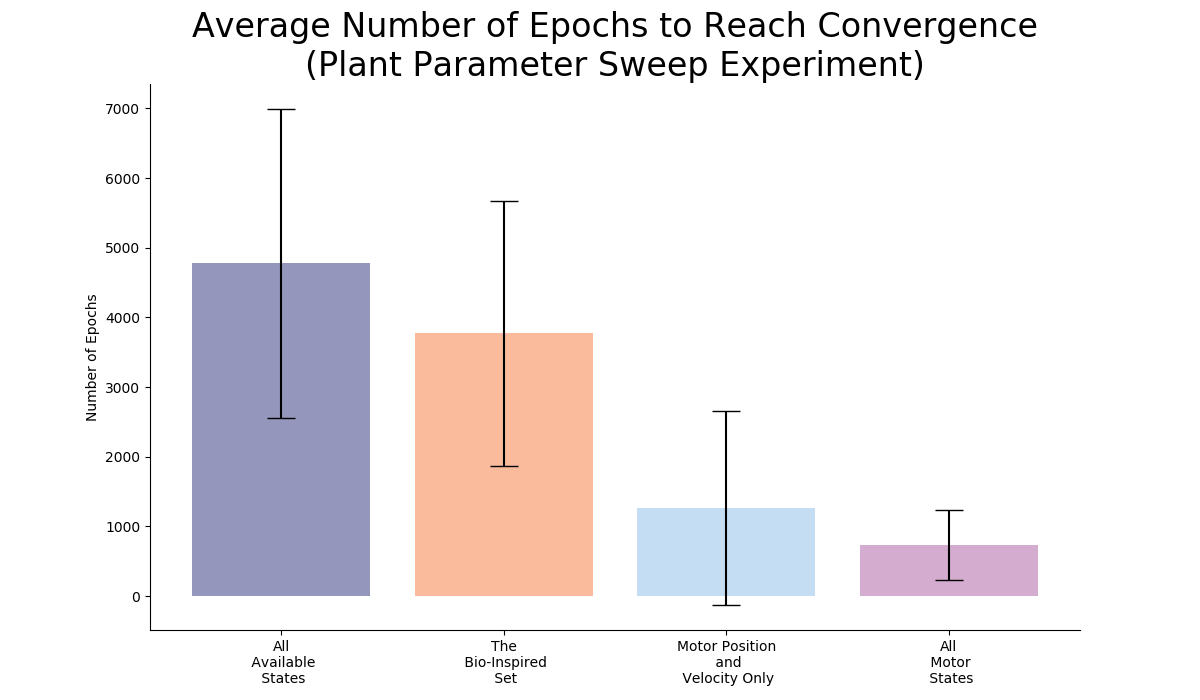 Average Number of Epochs to Reach Convergence
(Plant Parameter Sweep Experiment)
7000
6000
5000
4000
3000
2000
1000
0
Number of Epochs
All
Available
States
The
Bio-Inspired
Set
Motor Position
and
Velocity Only
All
Motor
States